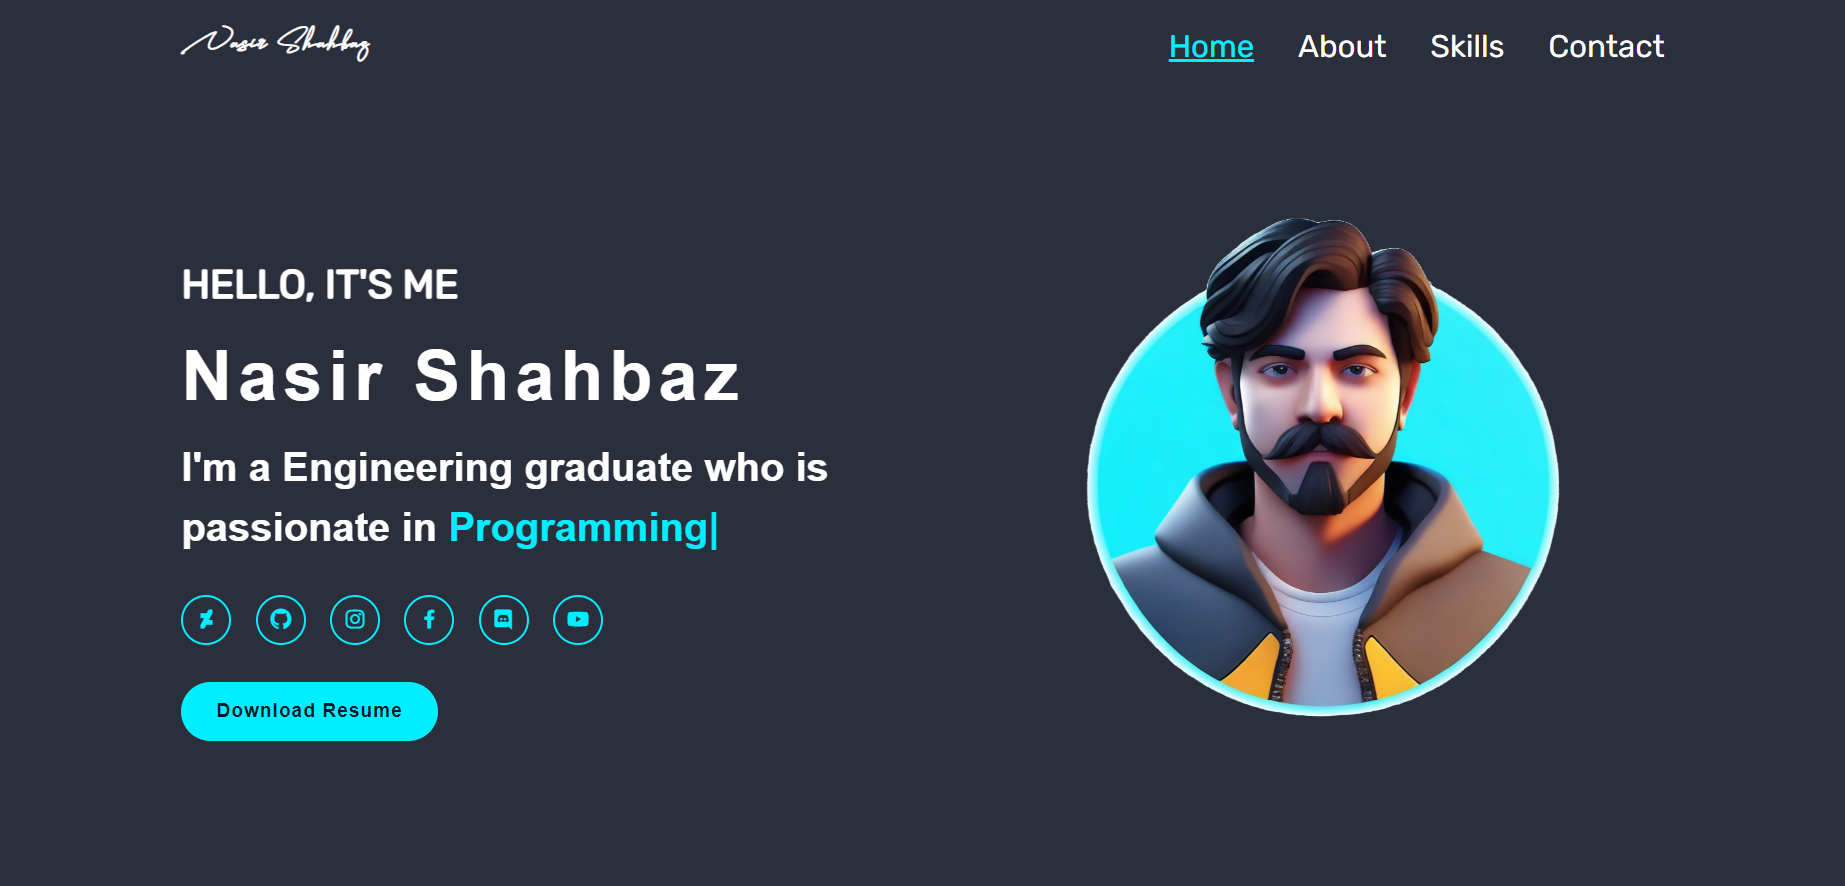 Nasir Shahbaz
Home About Skills Contact
HELLO, IT'S ME
Nasir Shahbaz
I'm a Engineering graduate who is
passionate in Programming|
Download Resume